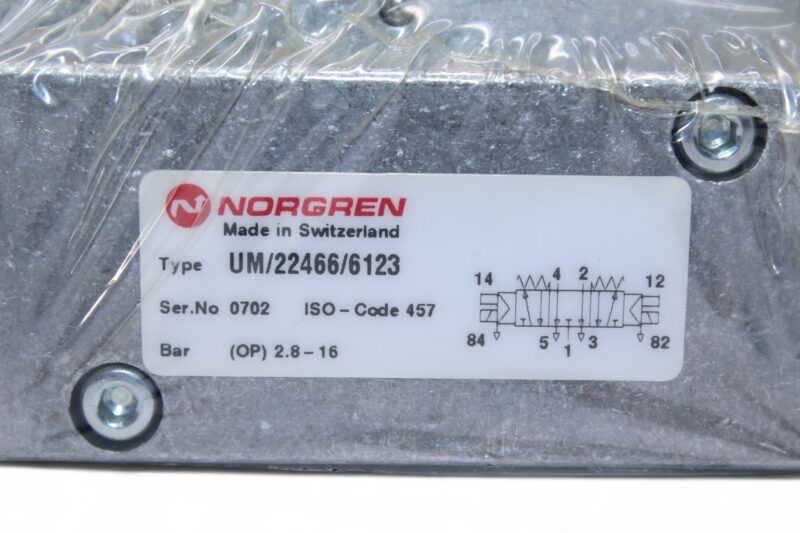 NORGREN
Made in Switzerland
Type UM/22466/6123
Ser.No 0702 ISO-Code 457
Bar (OP) 2.8-16
14 4 2 12
84 5 1 3 82